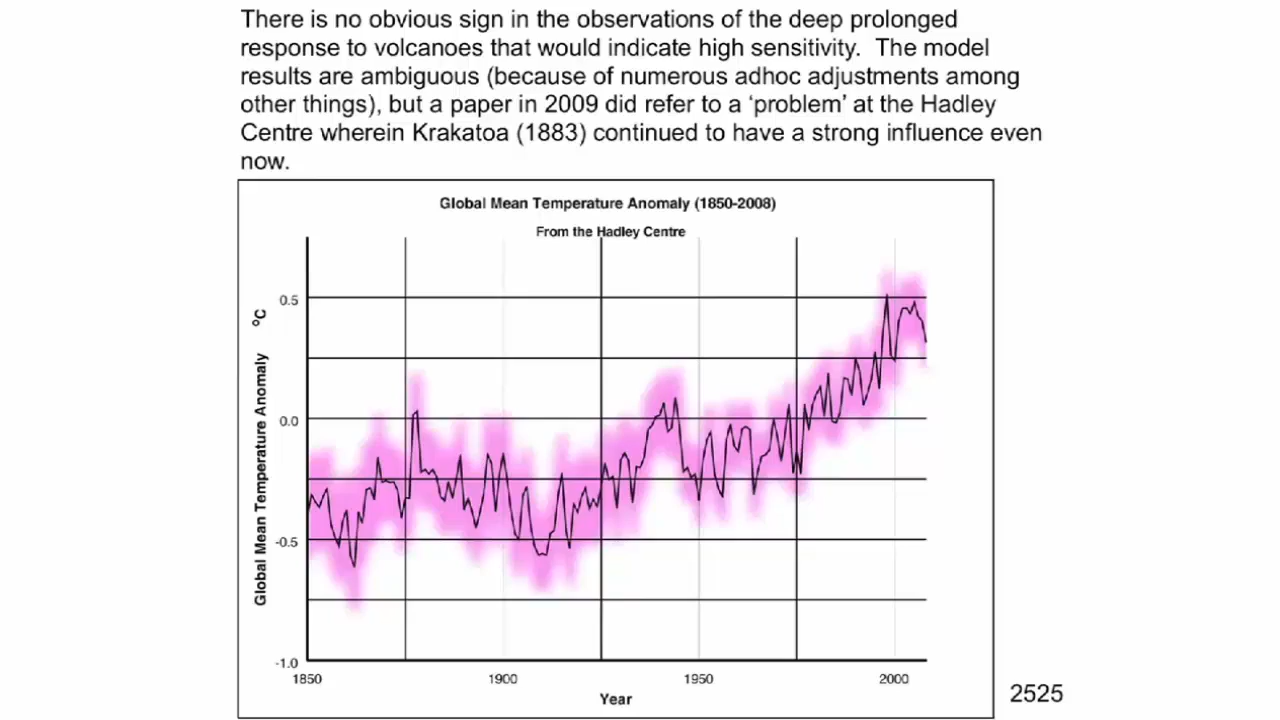 There is no obvious sign in the observations of the deep prolonged
response to volcanoes that would indicate high sensitivity.  The model
results are ambiguous (because of numerous adhoc adjustments among
other things), but a paper in 2009 did refer to a ‘problem’ at the Hadley
Centre wherein Krakatoa (1883) continued to have a strong influence even
now.
Global Mean Temperature Anomaly (1850-2008)
From the Hadley Centre
Global Mean Temperature Anomaly   ºC
0.5
0.0
-0.5
-1.0
1850
1900
1950
2000
Year
2525